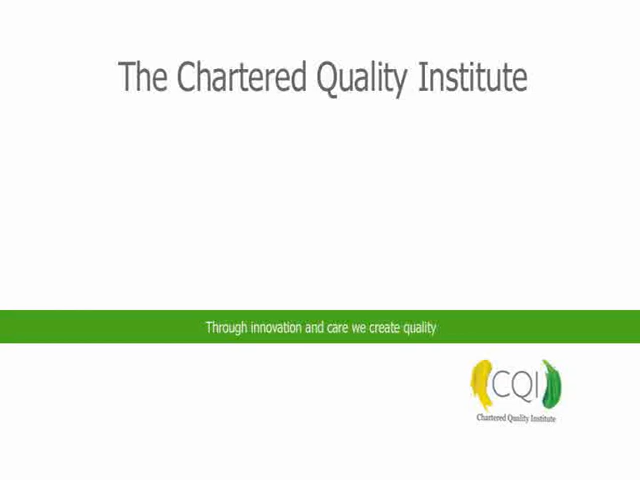 The Chartered Quality Institute
Through innovation and care we create quality
CQI
Chartered Quality Institute